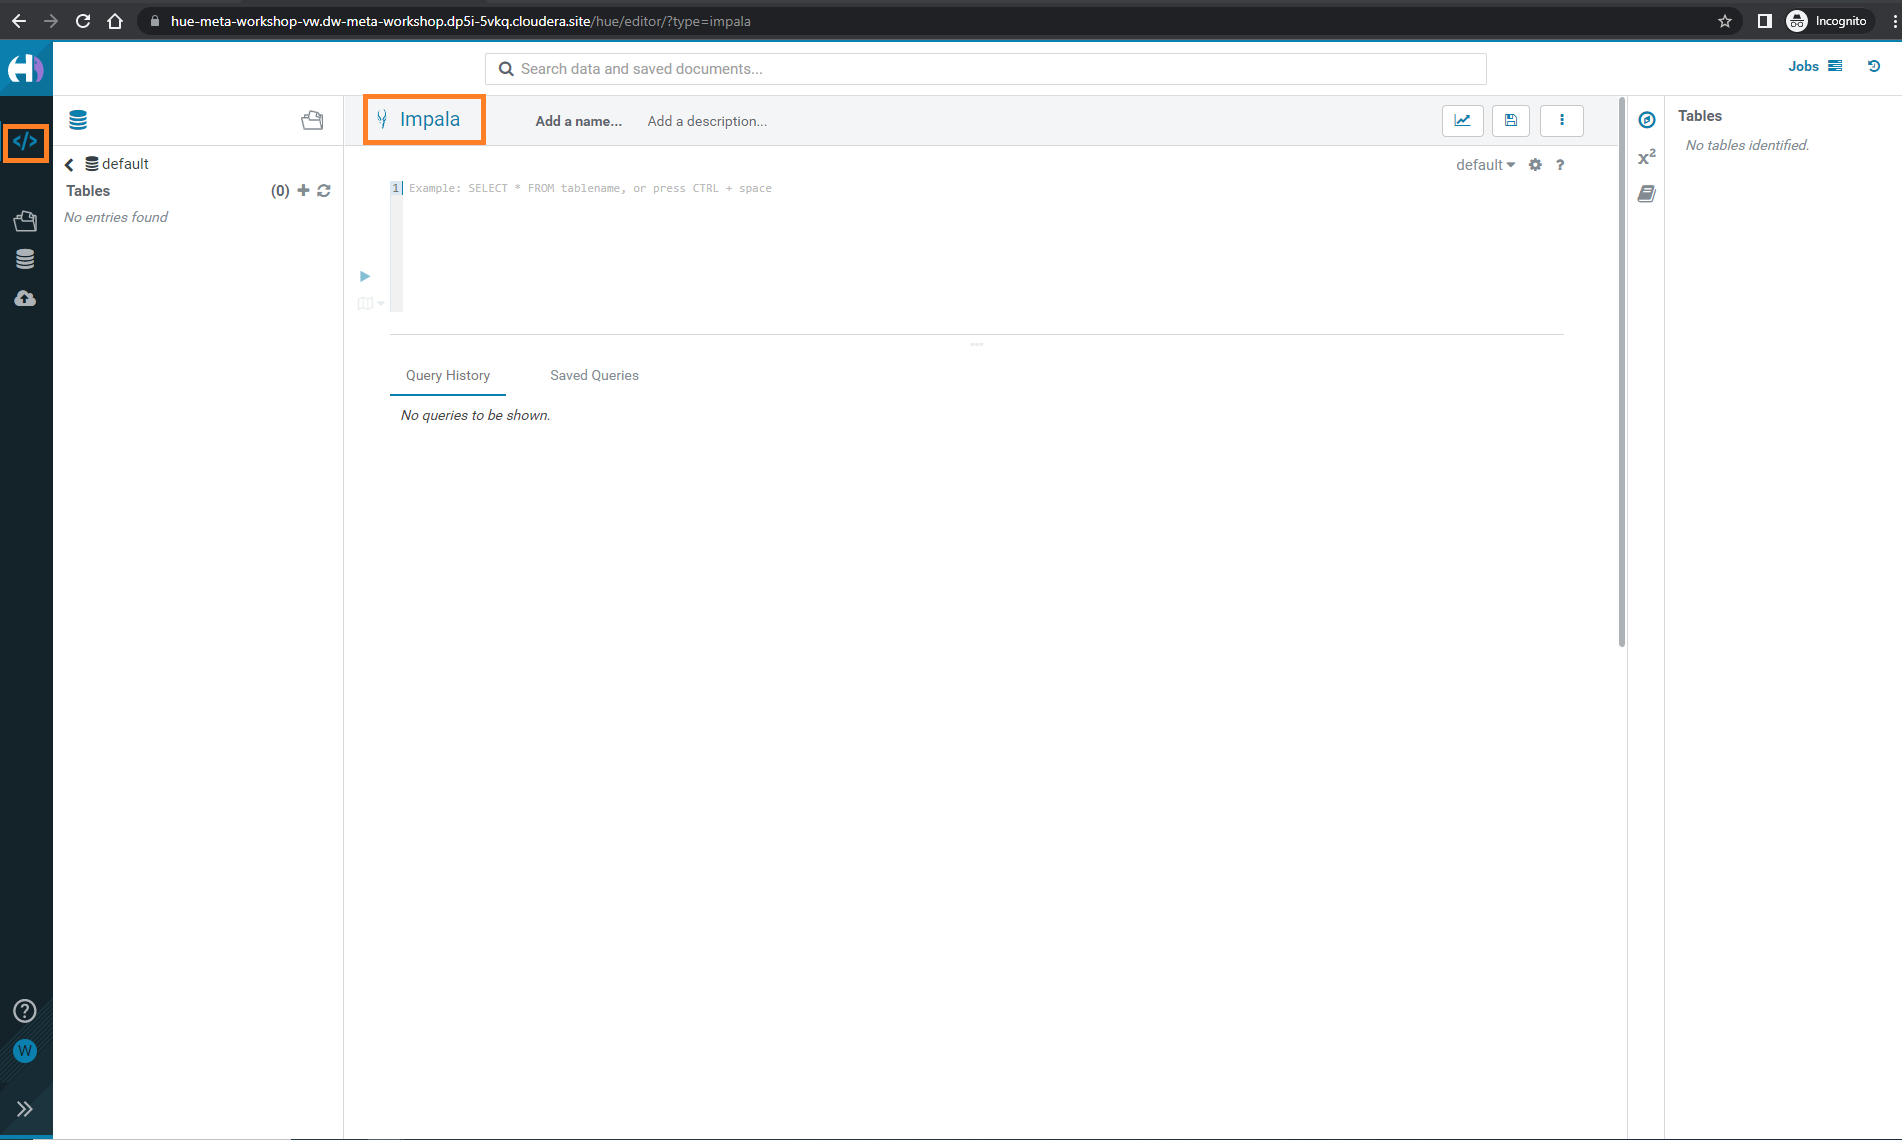 hue-meta-workshop-vw.dw-meta-workshop.dp5i-5vkq.cloudera.site/hue/editor/?type=impala
Incognito
Search data and saved documents...
Jobs
Impala
Add a name...
Add a description...
Tables
No tables identified.
</>
default
Tables
(0)
No entries found
default
?
1
Example: SELECT * FROM tablename, or press CTRL + space
x²
Query History
Saved Queries
No queries to be shown.
?
W